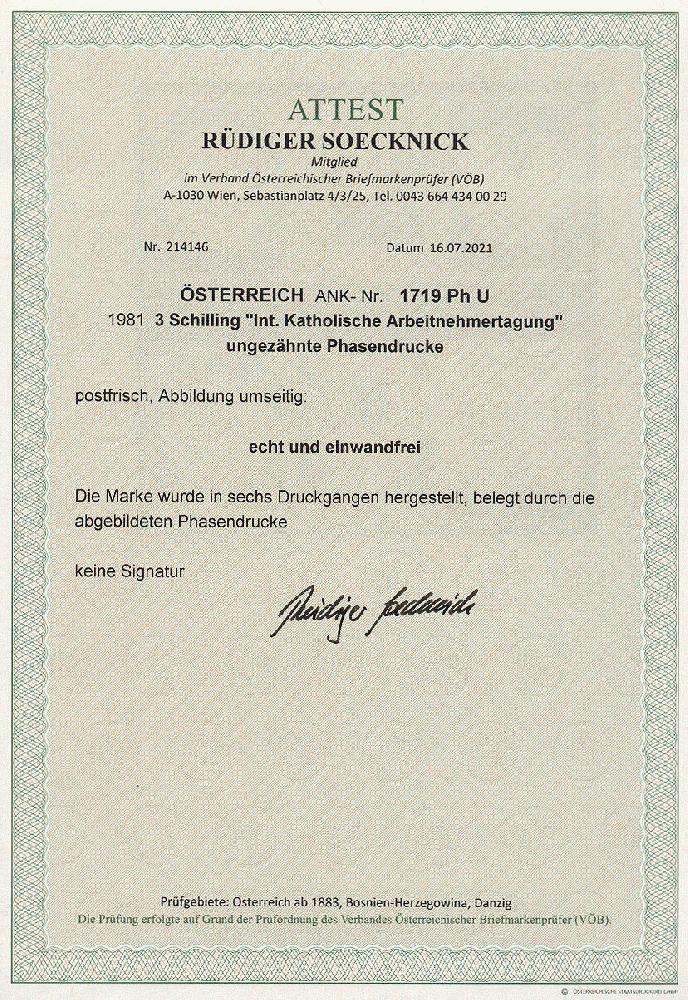 ATTEST
RÜDIGER SOECKNICK
Mitglied
im Verband Österreichischer Briefmarkenprüfer (VÖB)
A-1030 Wien, Sebastianplatz 4/3/25, Tel. 0043 664 434 00 29
Nr. 214146 Datum 16.07.2021
ÖSTERREICH ANK- Nr. 1719 Ph U
1981 3 Schilling "Int. Katholische Arbeitnehmertagung"
ungezähnte Phasendrucke
postfrisch, Abbildung umseitig:
echt und einwandfrei
Die Marke wurde in sechs Druckgängen hergestellt, belegt durch die
abgebildeten Phasendrucke
keine Signatur
Prüfgebiete: Österreich ab 1883, Bosnien-Herzegowina, Danzig
Die Prüfung erfolgte auf Grund der Prüfordnung des Verbandes Österreichischer Briefmarkenprüfer (VÖB).